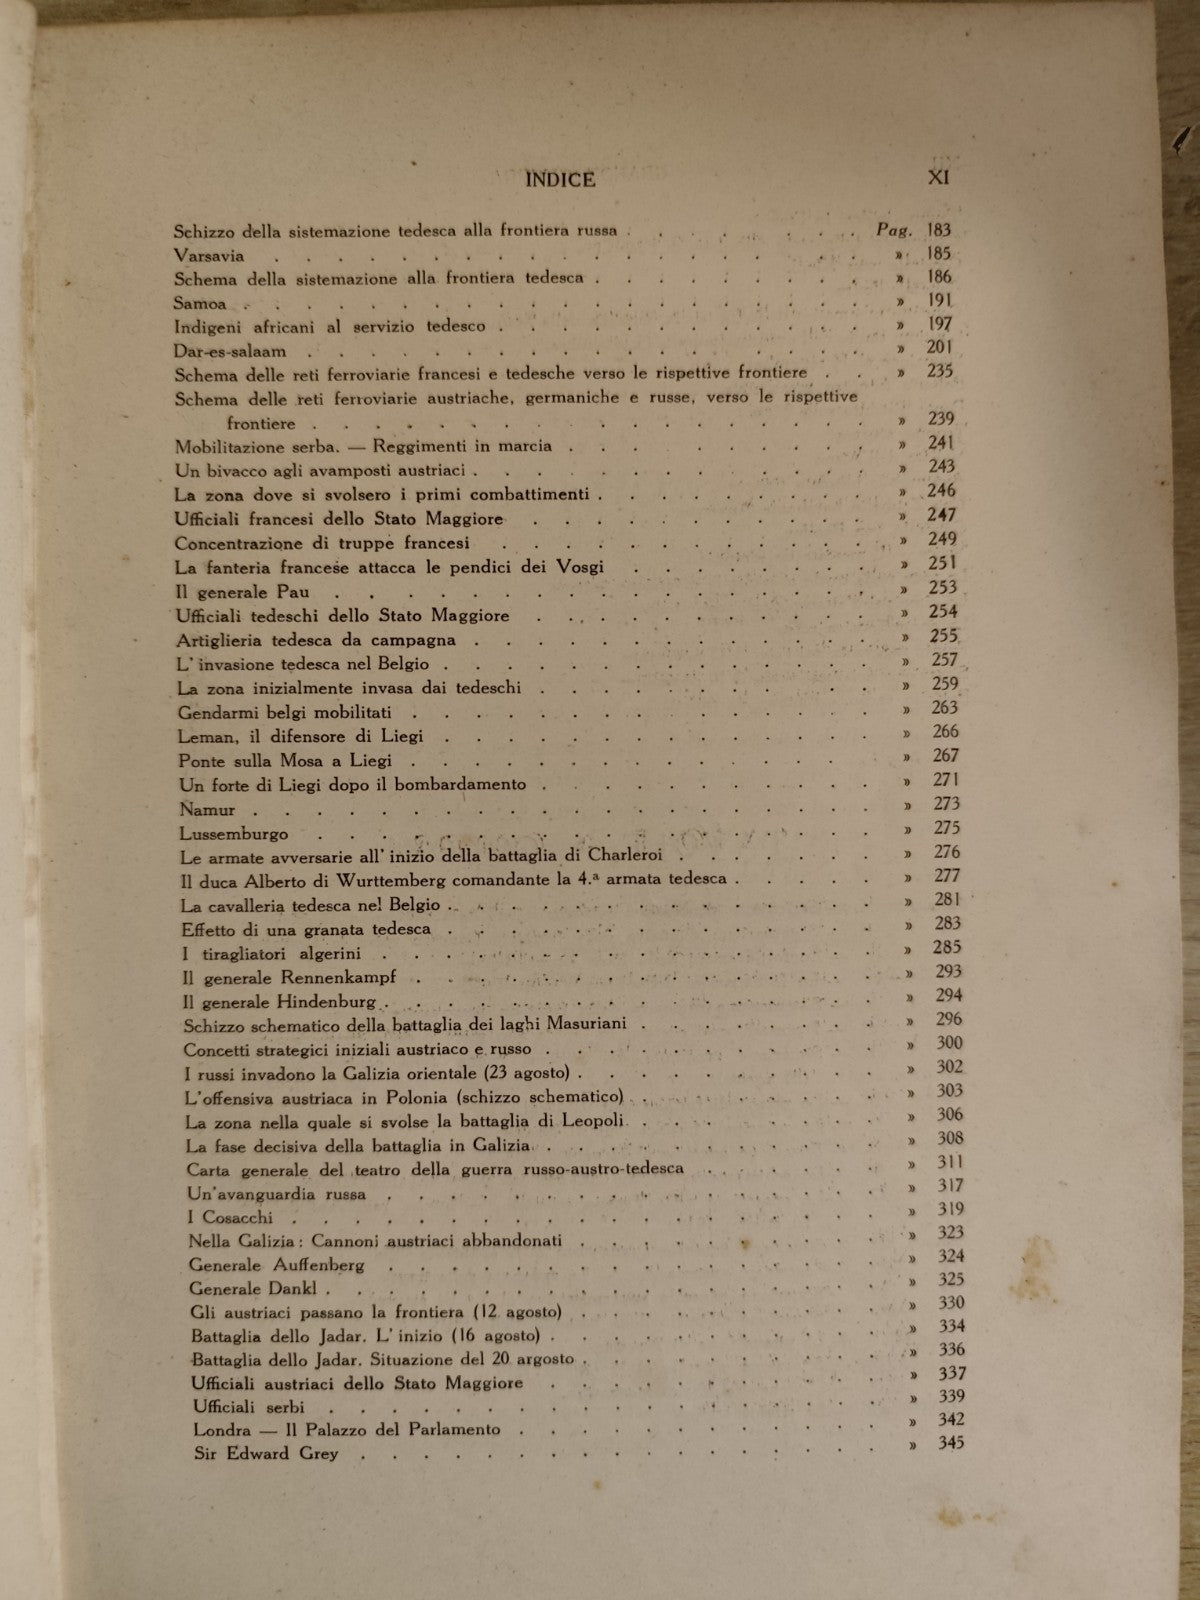 INDICE XI
Schizzo della sistemazione tedesca alla frontiera russa . . . . . . . . Pag. 183
Varsavia . . . . . . . . . . . . . . . . . . » 185
Schema della sistemazione alla frontiera tedesca . . . . . . . . . » 186
Samoa . . . . . . . . . . . . . . . . . . . . » 191
Indigeni africani al servizio tedesco . . . . . . . . . . . . » 197
Dar-es-salaam . . . . . . . . . . . . . . . . . . » 201
Schema delle reti ferroviarie francesi e tedesche verso le rispettive frontiere . . » 235
Schema delle reti ferroviarie austriache, germaniche e russe, verso le rispettive
frontiere . . . . . . . . . . . . . . . . . . » 239
Mobilitazione serba. — Reggimenti in marcia . . . . . . . . . » 241
Un bivacco agli avamposti austriaci . . . . . . . . . . . . . » 243
La zona dove si svolsero i primi combattimenti . . . . . . . . . » 246
Ufficiali francesi dello Stato Maggiore . . . . . . . . . . . » 247
Concentrazione di truppe francesi . . . . . . . . . . . . » 249
La fanteria francese attacca le pendici dei Vosgi . . . . . . . . » 251
Il generale Pau . . . . . . . . . . . . . . . . . » 253
Ufficiali tedeschi dello Stato Maggiore . . . . . . . . . . . » 254
Artiglieria tedesca da campagna . . . . . . . . . . . . . » 255
L' invasione tedesca nel Belgio . . . . . . . . . . . . . . » 257
La zona inizialmente invasa dai tedeschi . . . . . . . . . . . » 259
Gendarmi belgi mobilitati . . . . . . . . . . . . . . . » 263
Leman, il difensore di Liegi . . . . . . . . . . . . . . » 266
Ponte sulla Mosa a Liegi . . . . . . . . . . . . . . » 267
Un forte di Liegi dopo il bombardamento . . . . . . . . . . . » 271
Namur . . . . . . . . . . . . . . . . . . . . » 273
Lussemburgo . . . . . . . . . . . . . . . . . . » 275
Le armate avversarie all' inizio della battaglia di Charleroi . . . . . . . » 276
Il duca Alberto di Wurttemberg comandante la 4.ª armata tedesca . . . . . » 277
La cavalleria tedesca nel Belgio . . . . . . . . . . . . . . » 281
Effetto di una granata tedesca . . . . . . . . . . . . . . » 283
I tiragliatori algerini . . . . . . . . . . . . . . . . » 285
Il generale Rennenkampf . . . . . . . . . . . . . . . » 293
Il generale Hindenburg . . . . . . . . . . . . . . . . » 294
Schizzo schematico della battaglia dei laghi Masuriani . . . . . . . . » 296
Concetti strategici iniziali austriaco e russo . . . . . . . . . . . » 300
I russi invadono la Galizia orientale (23 agosto) . . . . . . . . . . » 302
L'offensiva austriaca in Polonia (schizzo schematico) . . . . . . . . » 303
La zona nella quale si svolse la battaglia di Leopoli . . . . . . . . » 306
La fase decisiva della battaglia in Galizia . . . . . . . . . . . » 308
Carta generale del teatro della guerra russo-austro-tedesca . . . . . . » 311
Un'avanguardia russa . . . . . . . . . . . . . . . . » 317
I Cosacchi . . . . . . . . . . . . . . . . . . . » 319
Nella Galizia : Cannoni austriaci abbandonati . . . . . . . . . . » 323
Generale Auffenberg . . . . . . . . . . . . . . . . » 324
Generale Dankl . . . . . . . . . . . . . . . . . . » 325
Gli austriaci passano la frontiera (12 agosto) . . . . . . . . . . » 330
Battaglia dello Jadar. L' inizio (16 agosto) . . . . . . . . . . . » 334
Battaglia dello Jadar. Situazione del 20 argosto . . . . . . . . . . » 336
Ufficiali austriaci dello Stato Maggiore . . . . . . . . . . . » 337
Ufficiali serbi . . . . . . . . . . . . . . . . . . » 339
Londra — Il Palazzo del Parlamento . . . . . . . . . . . . » 342
Sir Edward Grey . . . . . . . . . . . . . . . . . » 345